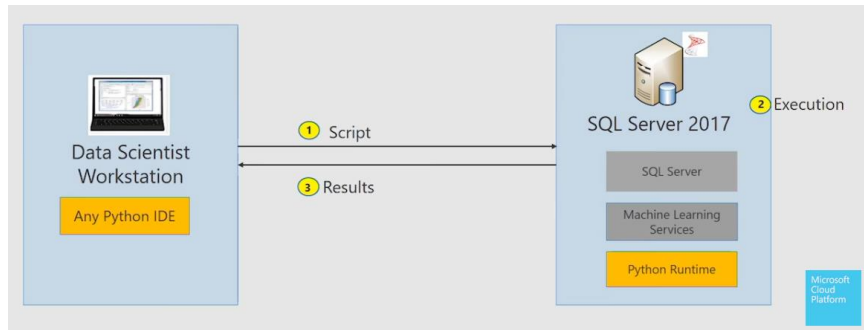 Data Scientist
Workstation
Any Python IDE
1 Script
3 Results
SQL Server 2017
2 Execution
SQL Server
Machine Learning
Services
Python Runtime
Microsoft
Cloud
Platform